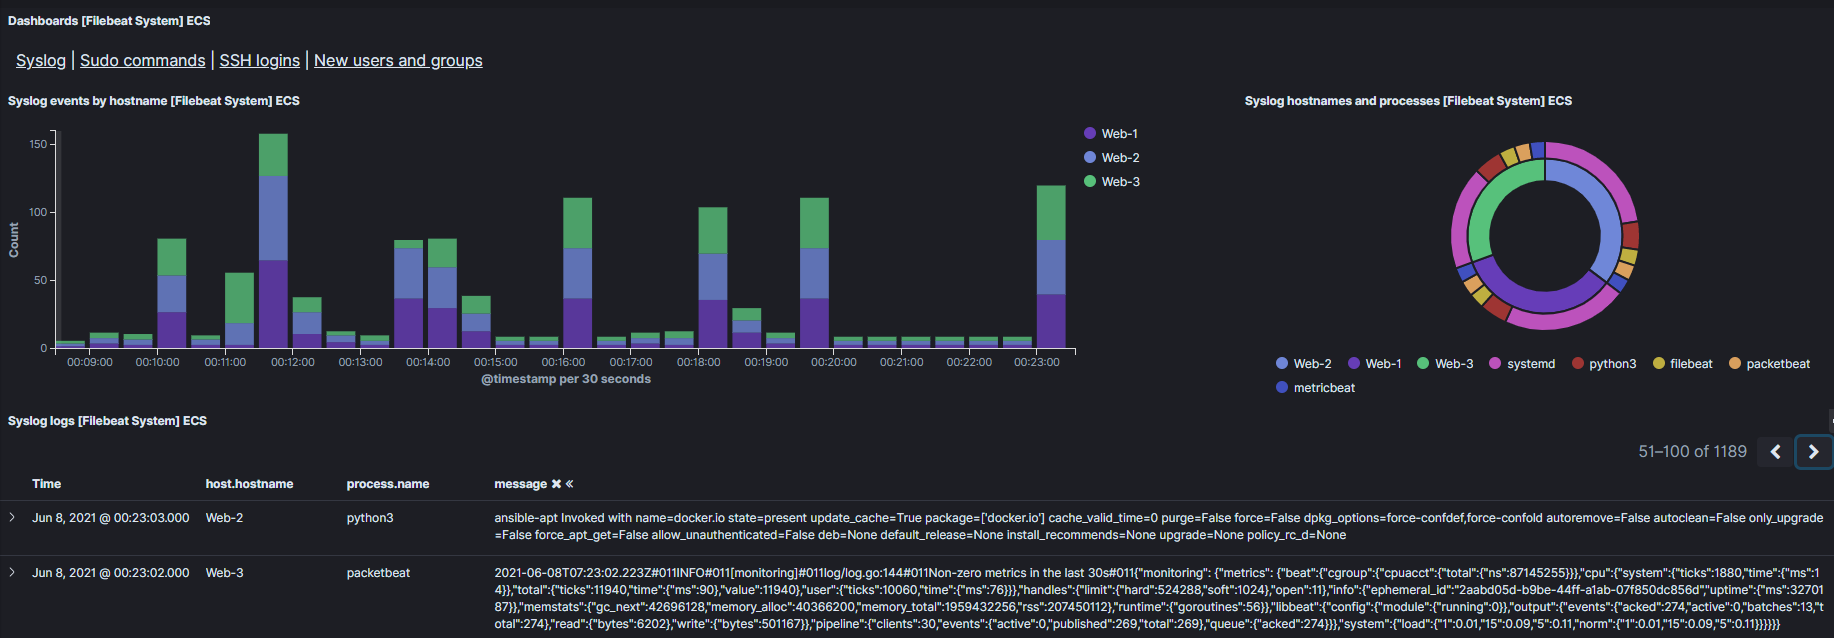 Dashboards [Filebeat System] ECS
Syslog | Sudo commands | SSH logins | New users and groups
Syslog events by hostname [Filebeat System] ECS
Count
150
100
50
0
00:09:00 00:10:00 00:11:00 00:12:00 00:13:00 00:14:00 00:15:00 00:16:00 00:17:00 00:18:00 00:19:00 00:20:00 00:21:00 00:22:00 00:23:00
@timestamp per 30 seconds
Web-1
Web-2
Web-3
Syslog hostnames and processes [Filebeat System] ECS
Web-2 Web-1 Web-3 systemd python3 filebeat packetbeat
metricbeat
Syslog logs [Filebeat System] ECS
51–100 of 1189
Time host.hostname process.name message
Jun 8, 2021 @ 00:23:03.000 Web-2 python3
ansible-apt Invoked with name=docker.io state=present update_cache=True package=['docker.io'] cache_valid_time=0 purge=False force=False dpkg_options=force-confdef,force-confold autoremove=False autoclean=False only_upgrade
=False force_apt_get=False allow_unauthenticated=False deb=None default_release=None install_recommends=None upgrade=None policy_rc_d=None
Jun 8, 2021 @ 00:23:02.000 Web-3 packetbeat
2021-06-08T07:23:02.223Z#011INFO#011[monitoring]#011log/log.go:144#011Non-zero metrics in the last 30s#011{"monitoring": {"metrics": {"beat":{"cgroup":{"cpuacct":{"total":{"ns":87145255}}},"cpu":{"system":{"ticks":1880,"time":{"ms":1
4}},"total":{"ticks":11940,"time":{"ms":90},"value":11940},"user":{"ticks":10060,"time":{"ms":76}}},"handles":{"limit":{"hard":524288,"soft":1024},"open":11},"info":{"ephemeral_id":"2aabd05d-b9be-44ff-a1ab-07f850dc856d","uptime":{"ms":32701
87}},"memstats":{"gc_next":42696128,"memory_alloc":40366200,"memory_total":1959432256,"rss":207450112},"runtime":{"goroutines":56}},"libbeat":{"config":{"module":{"running":0}},"output":{"events":{"acked":274,"active":0,"batches":13,"t
otal":274},"read":{"bytes":6202},"write":{"bytes":501167}},"pipeline":{"clients":30,"events":{"active":0,"published":269,"total":269},"queue":{"acked":274}}},"system":{"load":{"1":0.01,"15":0.09,"5":0.11,"norm":{"1":0.01,"15":0.09,"5":0.11}}}}}}